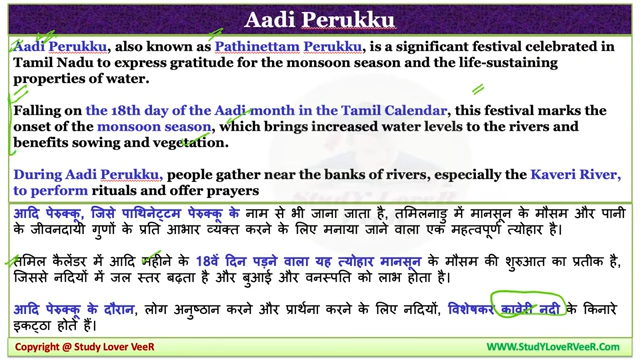 Aadi Perukku
Aadi Perukku, also known as Pathinettam Perukku, is a significant festival celebrated in
Tamil Nadu to express gratitude for the monsoon season and the life-sustaining
properties of water.
Falling on the 18th day of the Aadi month in the Tamil Calendar, this festival marks the
onset of the monsoon season, which brings increased water levels to the rivers and
benefits sowing and vegetation.
During Aadi Perukku, people gather near the banks of rivers, especially the Kaveri River,
to perform rituals and offer prayers
आदि पेरुक्कू, जिसे पाथिनेट्टम पेरुक्कू के नाम से भी जाना जाता है, तमिलनाडु में मानसून के मौसम और पानी
के जीवनदायी गुणों के प्रति आभार व्यक्त करने के लिए मनाया जाने वाला एक महत्वपूर्ण त्योहार है।
तमिल कैलेंडर में आदि महीने के 18वें दिन पड़ने वाला यह त्योहार मानसून के मौसम की शुरुआत का प्रतीक है,
जिससे नदियों में जल स्तर बढ़ता है और बुआई और वनस्पति को लाभ होता है।
आदि पेरुक्कू के दौरान, लोग अनुष्ठान करने और प्रार्थना करने के लिए नदियों, विशेषकर कावेरी नदी के किनारे
इकट्ठा होते हैं।
Copyright @ Study Lover VeeR
WWW.StudyLoveRVeeR.Com